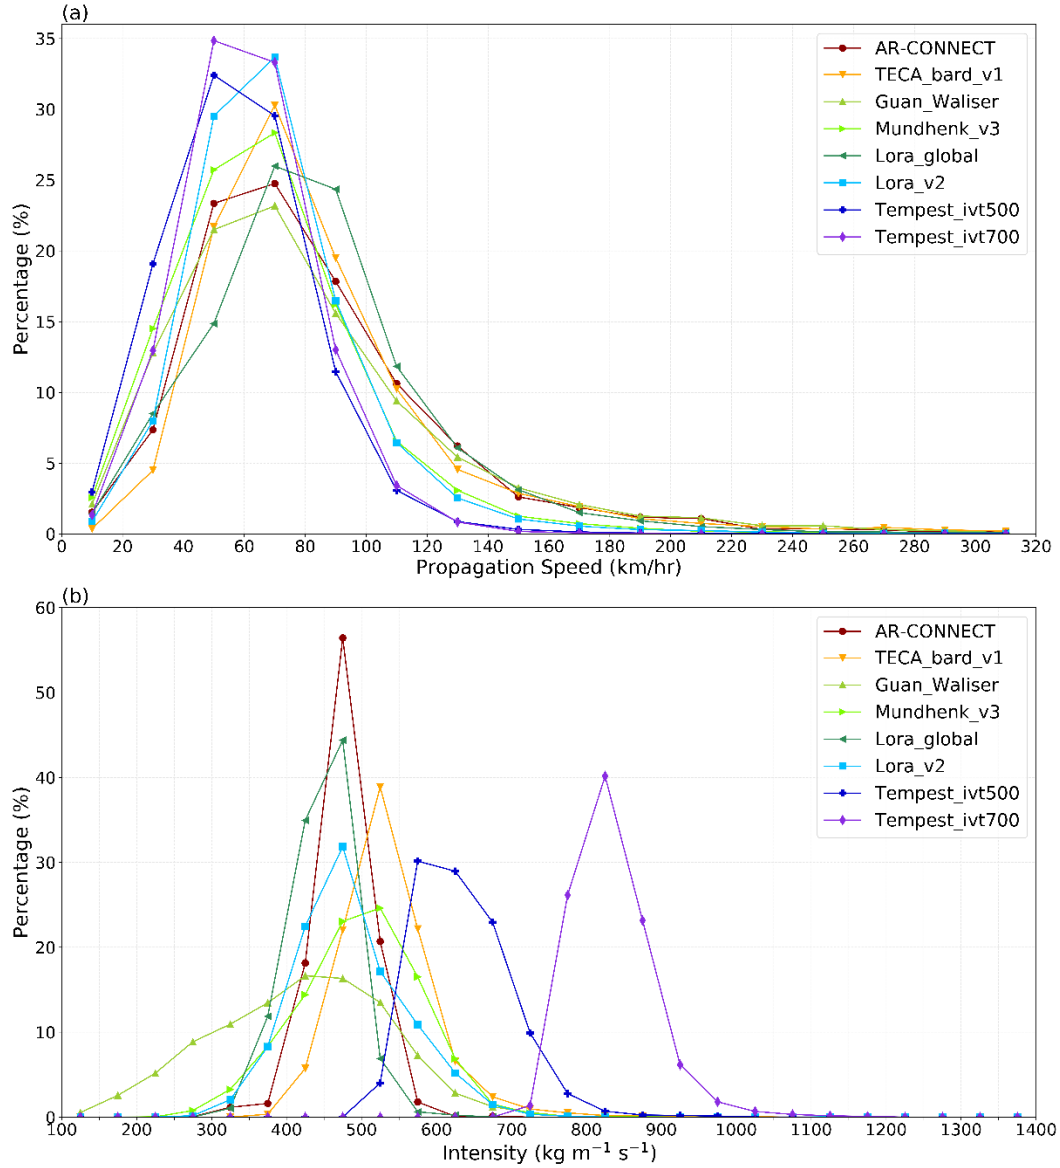 (a)
35
30
25
20
15
10
5
0
Percentage (%)
AR-CONNECT
TECA_bard_v1
Guan_Waliser
Mundhenk_v3
Lora_global
Lora_v2
Tempest_ivt500
Tempest_ivt700
0 20 40 60 80 100 120 140 160 180 200 220 240 260 280 300 320
Propagation Speed (km/hr)
(b)
60
50
40
30
20
10
0
Percentage (%)
AR-CONNECT
TECA_bard_v1
Guan_Waliser
Mundhenk_v3
Lora_global
Lora_v2
Tempest_ivt500
Tempest_ivt700
100 200 300 400 500 600 700 800 900 1000 1100 1200 1300 1400
Intensity (kg m⁻¹ s⁻¹)